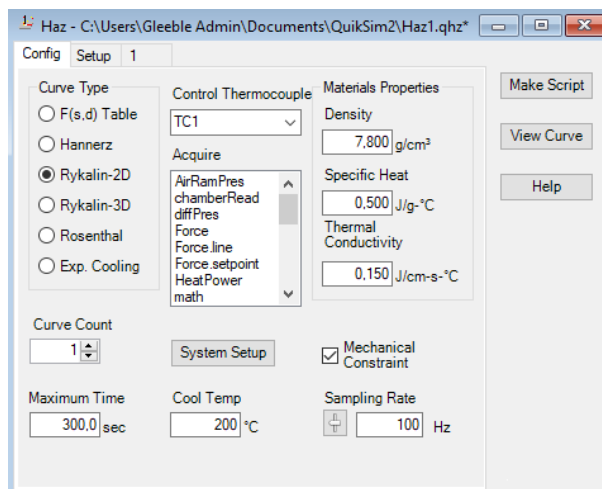 Haz - C:\Users\Gleeble Admin\Documents\QuikSim2\Haz1.qhz*
Config
Setup
1
Curve Type
F(s,d) Table
Hannerz
Rykalin-2D
Rykalin-3D
Rosenthal
Exp. Cooling
Control Thermocouple
TC1
Acquire
AirRamPres
chamberRead
diffPres
Force
Force.line
Force.setpoint
HeatPower
math
Materials Properties
Density
7,800 g/cm³
Specific Heat
0,500 J/g-°C
Thermal
Conductivity
0,150 J/cm-s-°C
Make Script
View Curve
Help
Curve Count
1
System Setup
Mechanical
Constraint
Maximum Time
300,0 sec
Cool Temp
200 °C
Sampling Rate
100 Hz